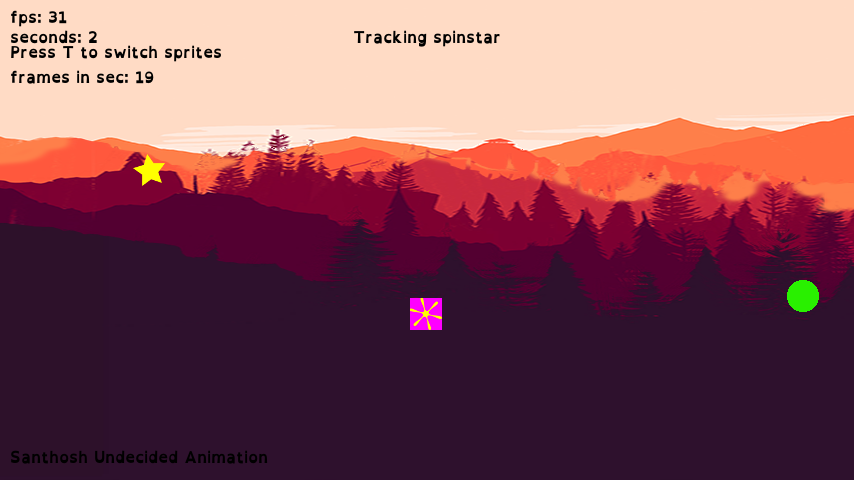 fps: 31
seconds: 2
Press T to switch sprites
frames in sec: 19
Tracking spinstar
Santhosh Undecided Animation